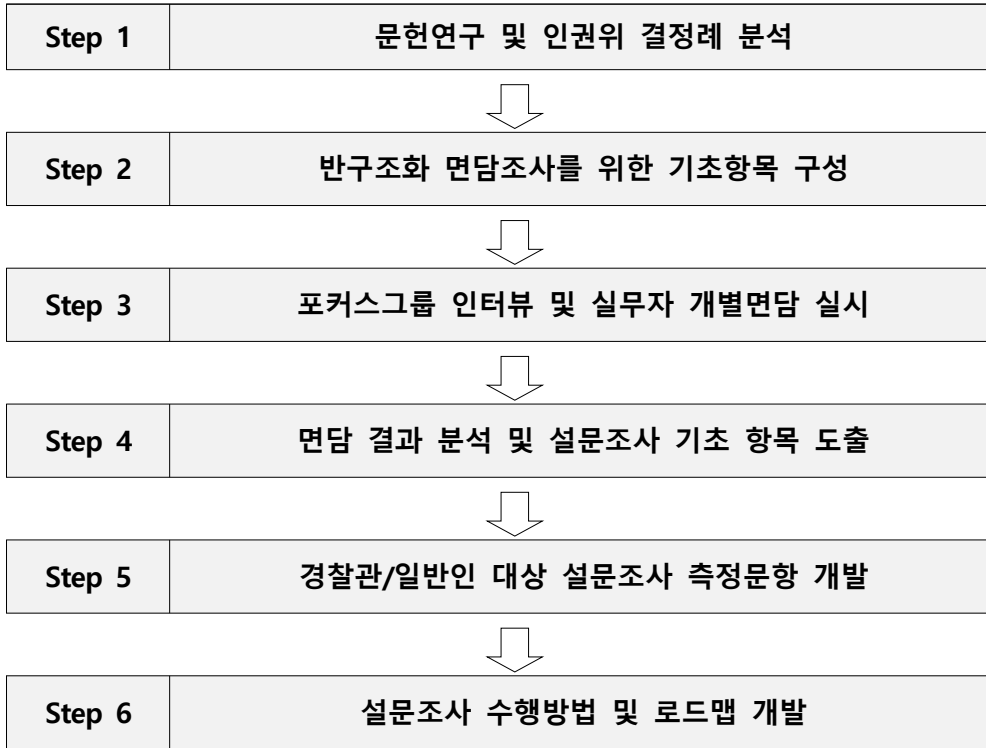 Step 1 문헌연구 및 인권위 결정례 분석
Step 2 반구조화 면담조사를 위한 기초항목 구성
Step 3 포커스그룹 인터뷰 및 실무자 개별면담 실시
Step 4 면담 결과 분석 및 설문조사 기초 항목 도출
Step 5 경찰관/일반인 대상 설문조사 측정문항 개발
Step 6 설문조사 수행방법 및 로드맵 개발